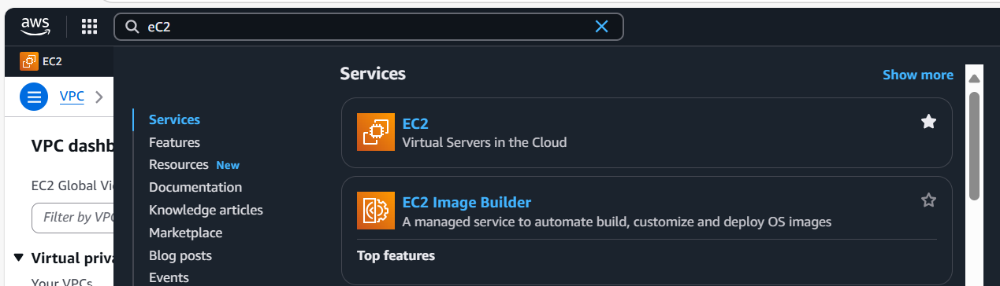 aws
eC2
EC2
VPC
VPC dashb
EC2 Global Vi
Filter by VPC
Virtual priva
Your VPCs
Services
Features
Resources New
Documentation
Knowledge articles
Marketplace
Blog posts
Events
Services
Show more
EC2
Virtual Servers in the Cloud
EC2 Image Builder
A managed service to automate build, customize and deploy OS images
Top features